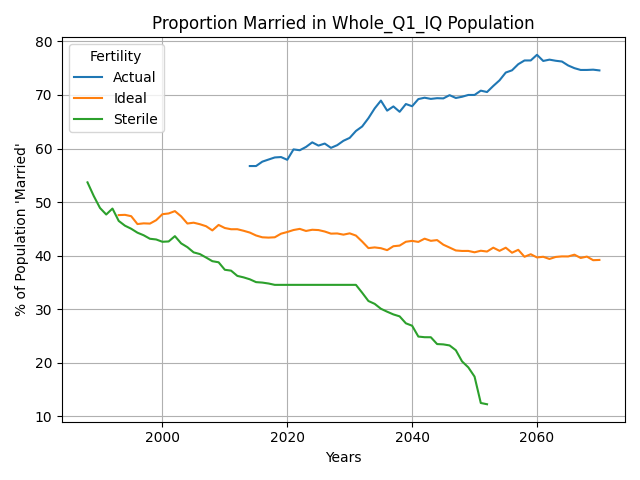 Proportion Married in Whole_Q1_IQ Population
% of Population 'Married'
80
70
60
50
40
30
20
10
Fertility
Actual
Ideal
Sterile
2000
2020
2040
2060
Years